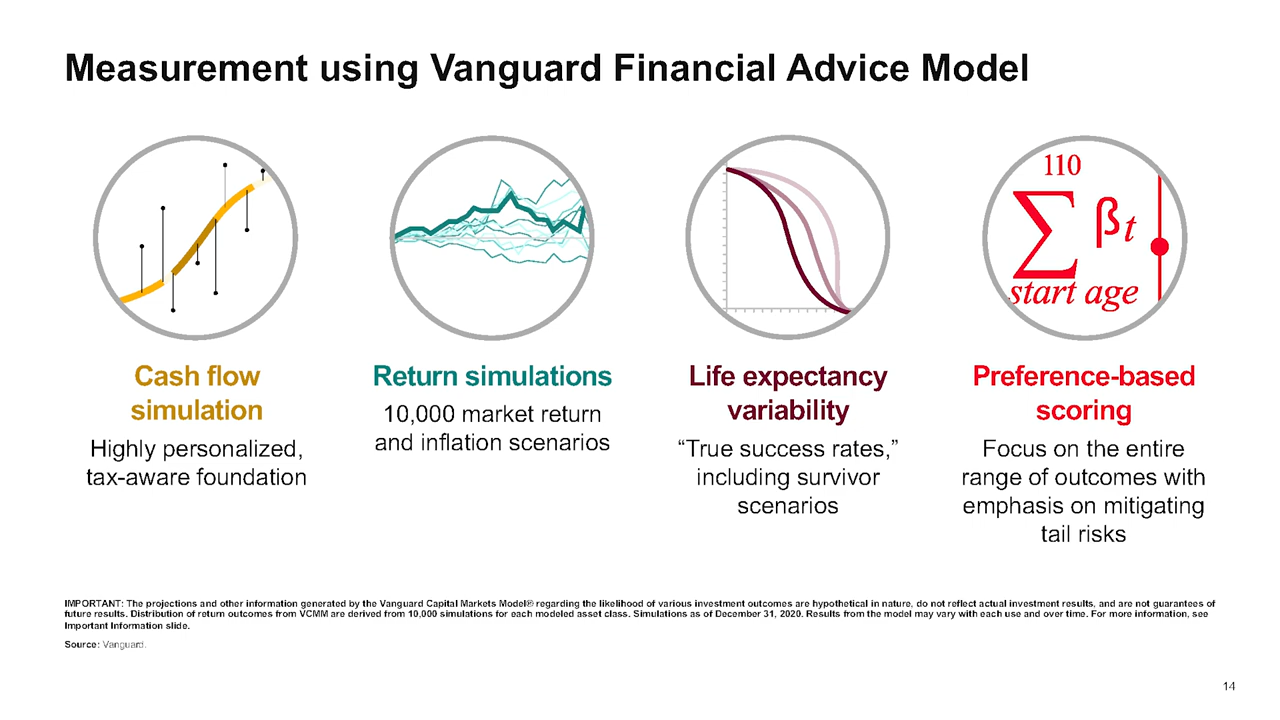 Measurement using Vanguard Financial Advice Model
110
∑ βt
start age
Cash flow
simulation
Highly personalized,
tax-aware foundation
Return simulations
10,000 market return
and inflation scenarios
Life expectancy
variability
“True success rates,”
including survivor
scenarios
Preference-based
scoring
Focus on the entire
range of outcomes with
emphasis on mitigating
tail risks
IMPORTANT: The projections and other information generated by the Vanguard Capital Markets Model® regarding the likelihood of various investment outcomes are hypothetical in nature, do not reflect actual investment results, and are not guarantees of
future results. Distribution of return outcomes from VCMM are derived from 10,000 simulations for each modeled asset class. Simulations as of December 31, 2020. Results from the model may vary with each use and over time. For more information, see
Important Information slide.
Source: Vanguard.
14